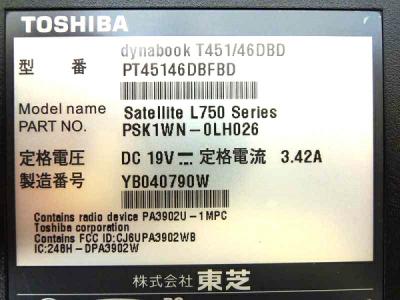 TOSHIBA
dynabook T451/46DBD
型 番 PT45146DBFBD
Model name Satellite L750 Series
PART NO. PSK1WN-0LH026
定格電圧 DC 19V 定格電流 3.42A
製造番号 YB040790W
Contains radio device PA3902U-1MPC
Toshiba corporation
Contains FCC ID:CJ6UPA3902WB
IC:248H-DPA3902W
株式会社 東芝